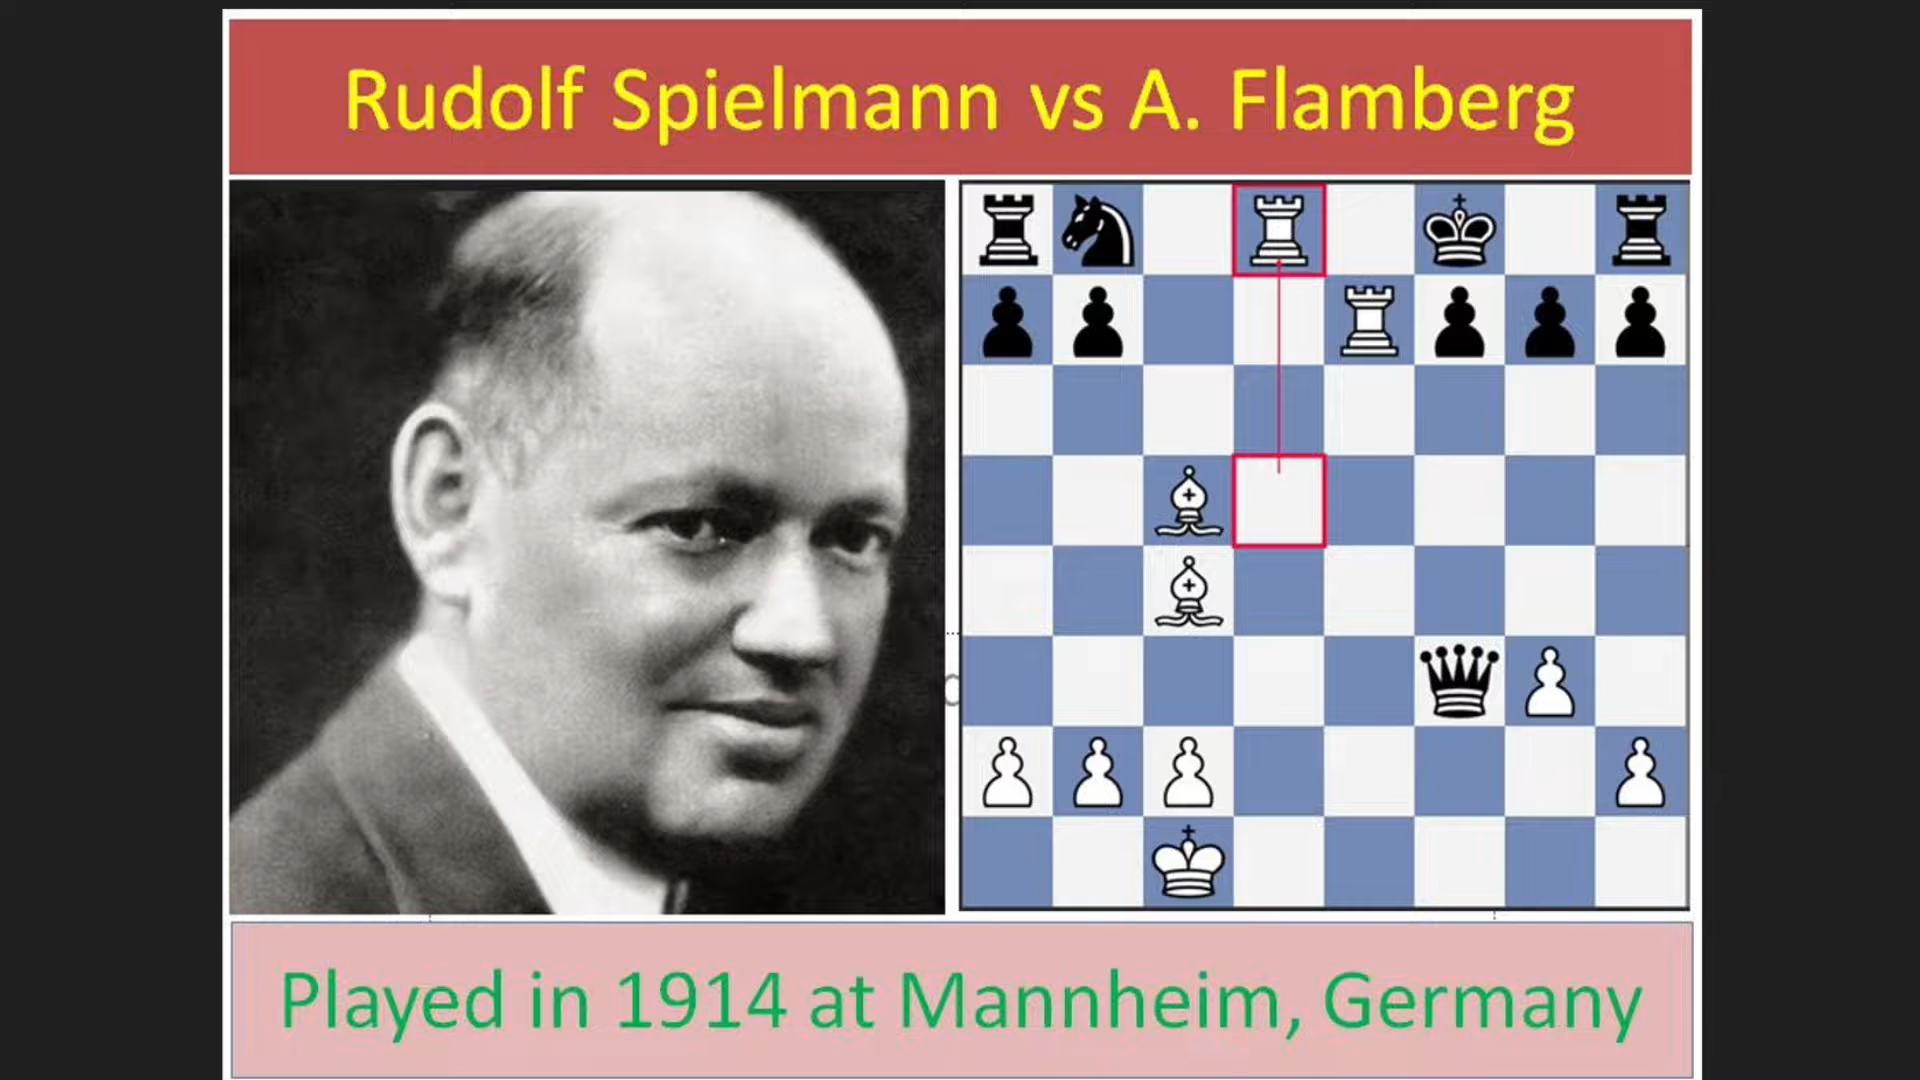 Rudolf Spielmann vs A. Flamberg
Played in 1914 at Mannheim, Germany